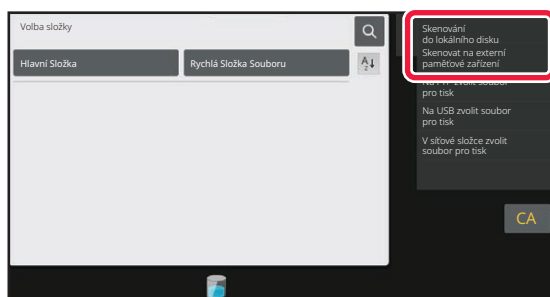 Volba složky
Hlavní Složka
Rychlá Složka Souboru
A
Z
Skenování
do lokálního disku
Skenovat na externí
paměťové zařízení
pro tisk
Na USB zvolit soubor
pro tisk
V síťové složce zvolit
soubor pro tisk
CA